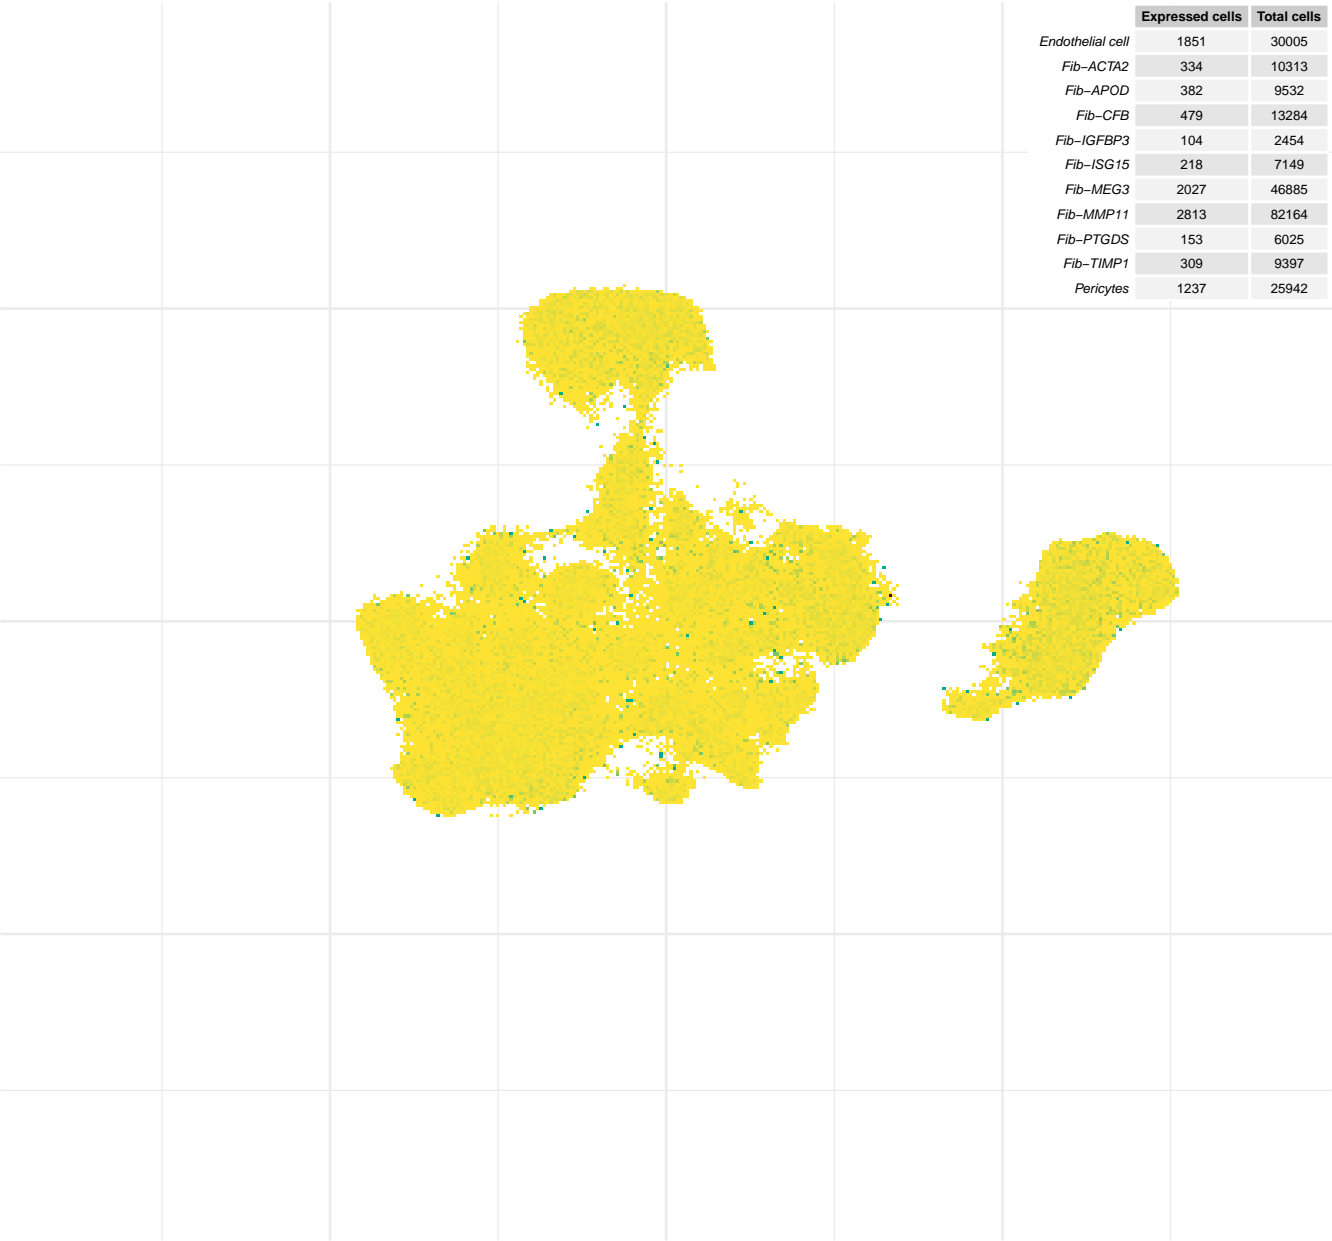 Expressed cells Total cells
Endothelial cell 1851 30005
Fib−ACTA2 334 10313
Fib−APOD 382 9532
Fib−CFB 479 13284
Fib−IGFBP3 104 2454
Fib−ISG15 218 7149
Fib−MEG3 2027 46885
Fib−MMP11 2813 82164
Fib−PTGDS 153 6025
Fib−TIMP1 309 9397
Pericytes 1237 25942